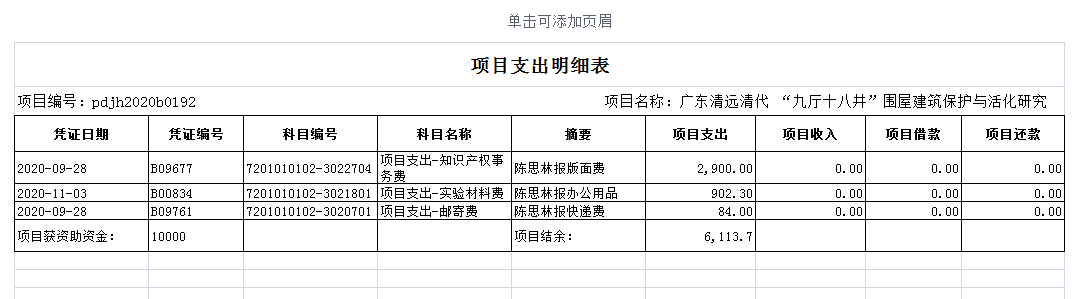 单击可添加页眉
项目支出明细表
项目编号：pdjh2020b0192 项目名称：广东清远清代 “九厅十八井”围屋建筑保护与活化研究
凭证日期 凭证编号 科目编号 科目名称 摘要 项目支出 项目收入 项目借款 项目还款
2020-09-28 B09677 7201010102-3022704 项目支出-知识产权事务费 陈思林报版面费 2,900.00 0.00 0.00 0.00
2020-11-03 B00834 7201010102-3021801 项目支出-实验材料费 陈思林报办公用品 902.30 0.00 0.00 0.00
2020-09-28 B09761 7201010102-3020701 项目支出-邮寄费 陈思林报快递费 84.00 0.00 0.00 0.00
项目获资助资金： 10000 项目结余： 6,113.7